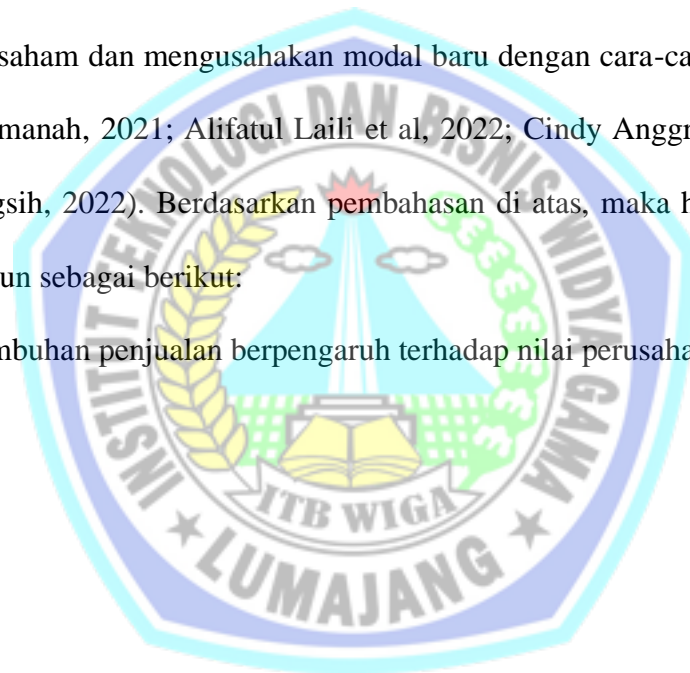 saham dan mengusahakan modal baru dengan cara-ca
manah, 2021; Alifatul Laili et al, 2022; Cindy Anggr
gsih, 2022). Berdasarkan pembahasan di atas, maka h
un sebagai berikut:
mbuhan penjualan berpengaruh terhadap nilai perusaha
INSTITUT TEKNOLOGI DAN BISNIS WIDYA GAMA
ITB WIGA
LUMAJANG